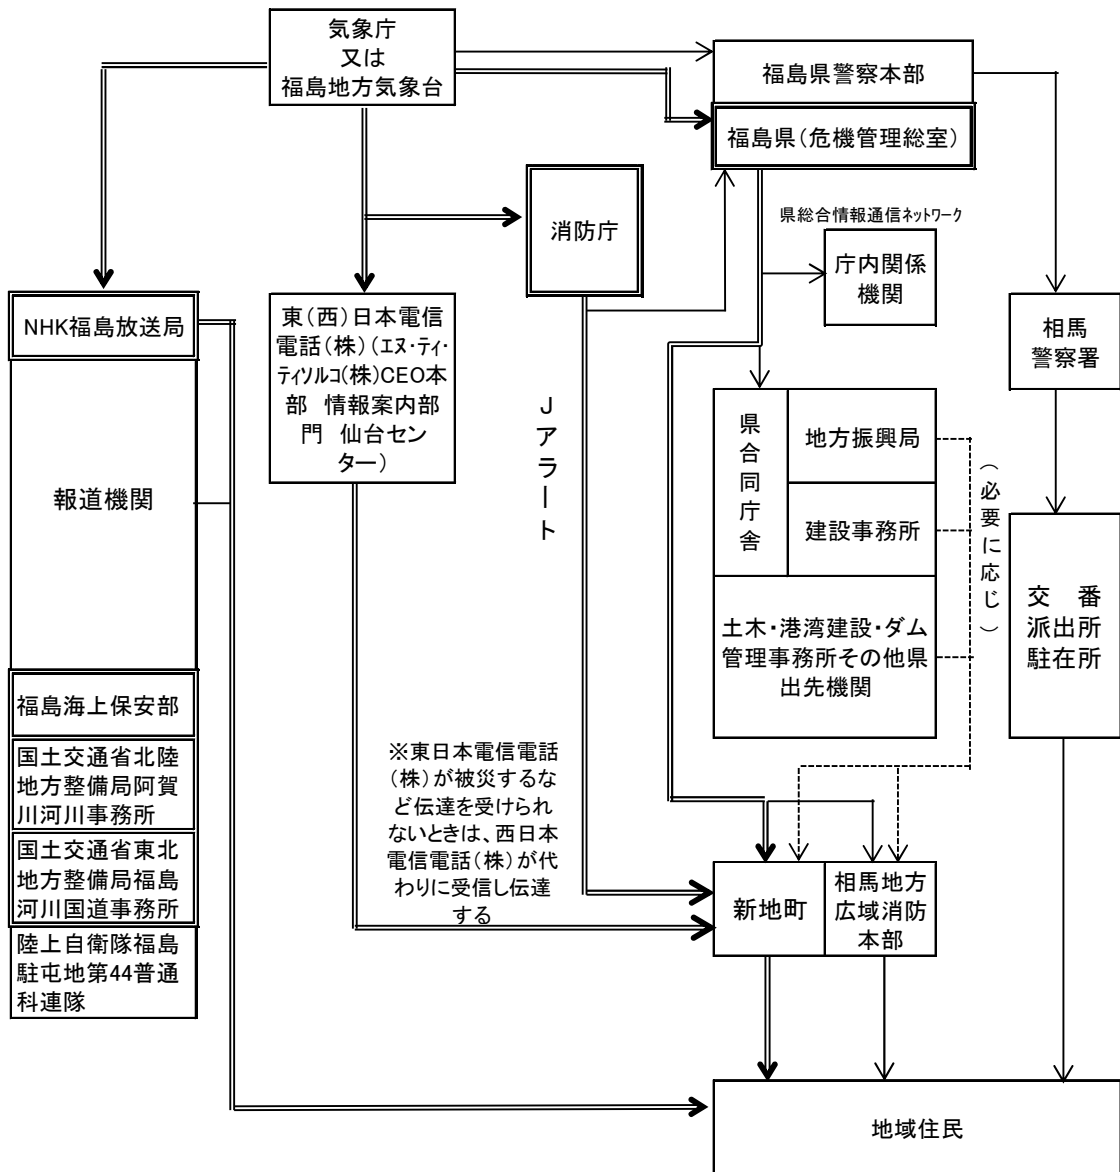 気象庁
又は
福島地方気象台
福島県警察本部
福島県（危機管理総室）
消防庁
県総合情報通信ネットワーク
庁内関係
機関
NHK福島放送局
東（西）日本電信
電話（株）（エヌ・ティ・
ティソルコ（株）CEO本
部　情報案内部
門　仙台セン
ター）
相馬
警察署
Jアラート
県合同庁舎
地方振興局
建設事務所
（必要に応じ）
報道機関
交　番
派出所
駐在所
土木・港湾建設・ダム
管理事務所その他県
出先機関
福島海上保安部
国土交通省北陸
地方整備局阿賀
川河川事務所
国土交通省東北
地方整備局福島
河川国道事務所
陸上自衛隊福島
駐屯地第44普通
科連隊
※東日本電信電話
（株）が被災するな
ど伝達を受けられ
ないときは、西日本
電信電話（株）が代
わりに受信し伝達
する
新地町
相馬地方
広域消防
本部
地域住民